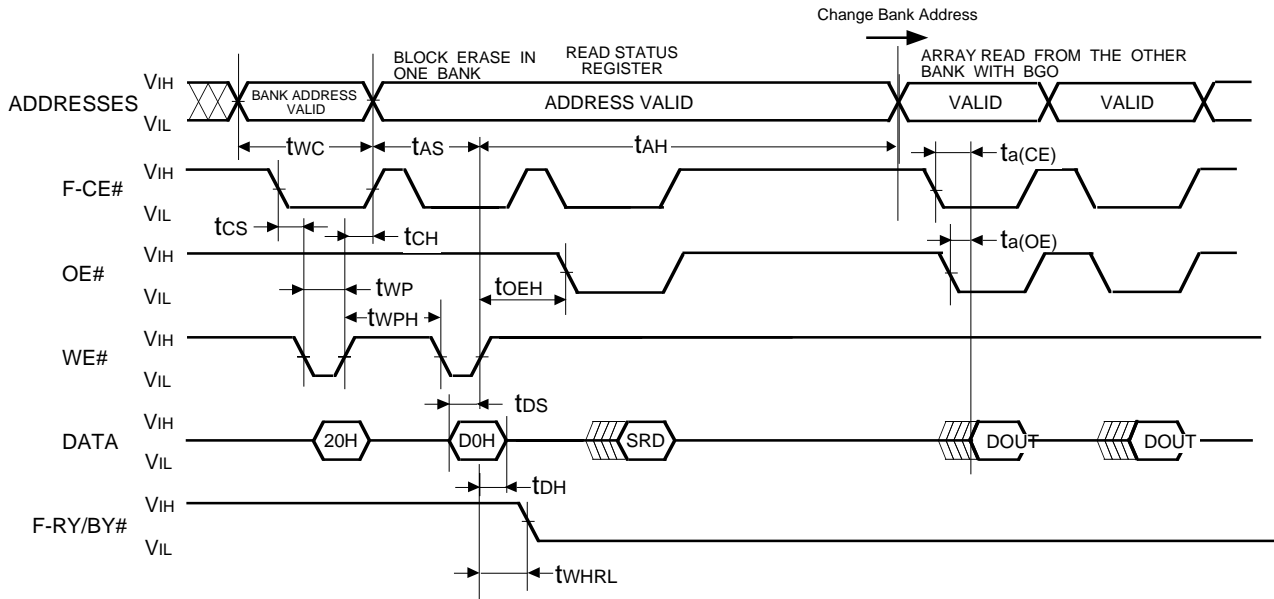 Change Bank Address
BLOCK ERASE IN
ONE BANK
READ STATUS
REGISTER
ARRAY READ FROM THE OTHER
BANK WITH BGO
ADDRESSES
VIH
VIL
BANK ADDRESS
VALID
ADDRESS VALID
VALID
VALID
tWC
tAS
tAH
ta(CE)
F-CE#
VIH
VIL
tCS
tCH
ta(OE)
OE#
VIH
VIL
tWP
tOEH
tWPH
WE#
VIH
VIL
tDS
DATA
VIH
VIL
20H
D0H
SRD
DOUT
DOUT
tDH
F-RY/BY#
VIH
VIL
tWHRL